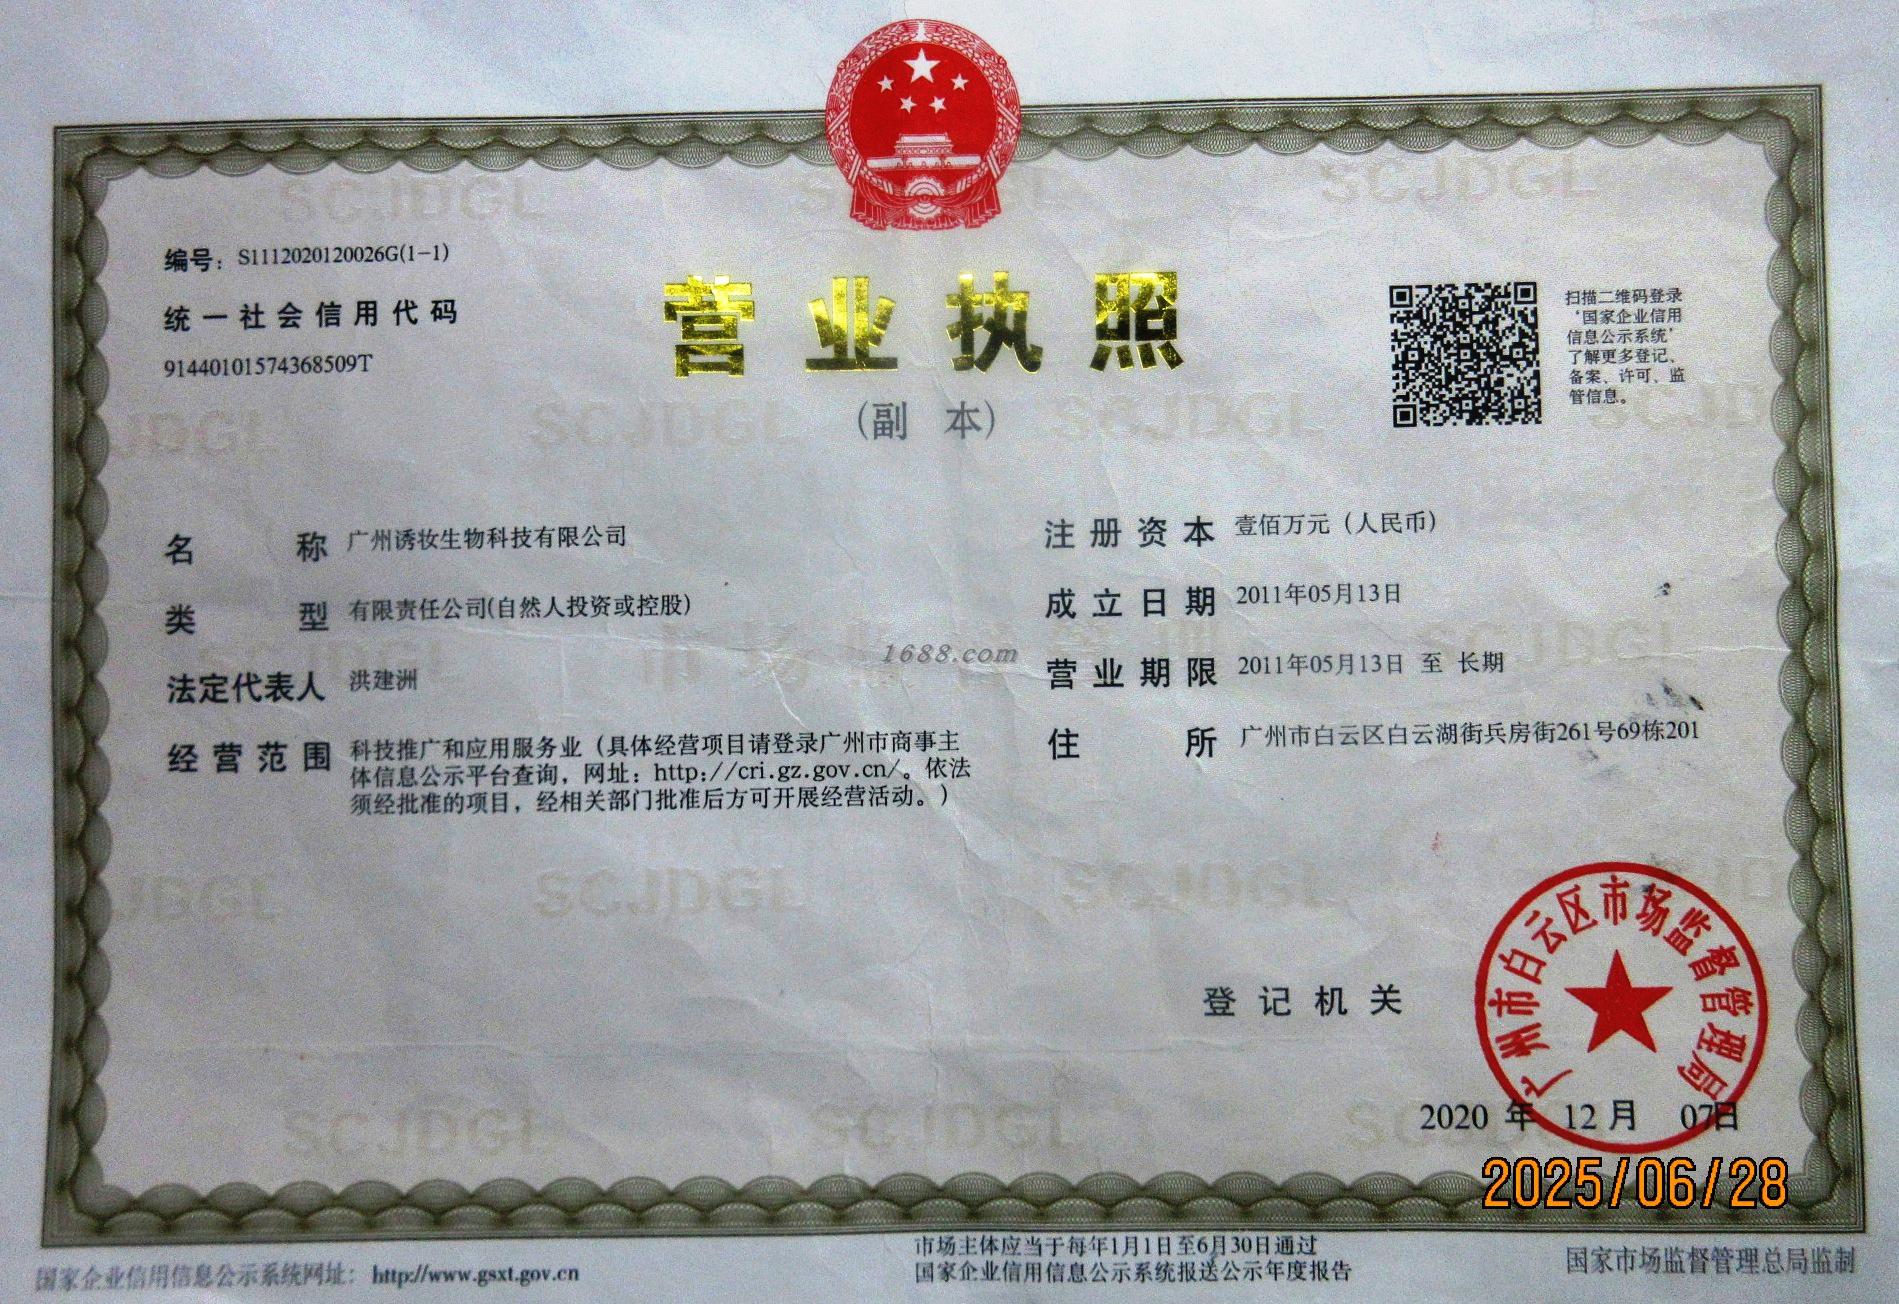 编号：S1112020120026G(1-1)
统一社会信用代码
91440101574368509T
营业执照
(副 本)
扫描二维码登录
'国家企业信用
信息公示系统'
了解更多登记、
备案、许可、监
管信息。
名 称 广州诱妆生物科技有限公司
类 型 有限责任公司(自然人投资或控股)
法定代表人 洪建洲
经营范围 科技推广和应用服务业（具体经营项目请登录广州市商事主
体信息公示平台查询，网址：http://cri.gz.gov.cn/。依法
须经批准的项目，经相关部门批准后方可开展经营活动。）
注册资本 壹佰万元（人民币）
成立日期 2011年05月13日
营业期限 2011年05月13日 至 长期
住 所 广州市白云区白云湖街兵房街261号69栋201
1688.com
登记机关
广州市白云区市场监督管理局
2020 年 12 月 07日
2025/06/28
国家企业信用信息公示系统网址：http://www.gsxt.gov.cn
市场主体应当于每年1月1日至6月30日通过
国家企业信用信息公示系统报送公示年度报告
国家市场监督管理总局监制
SCJDGL